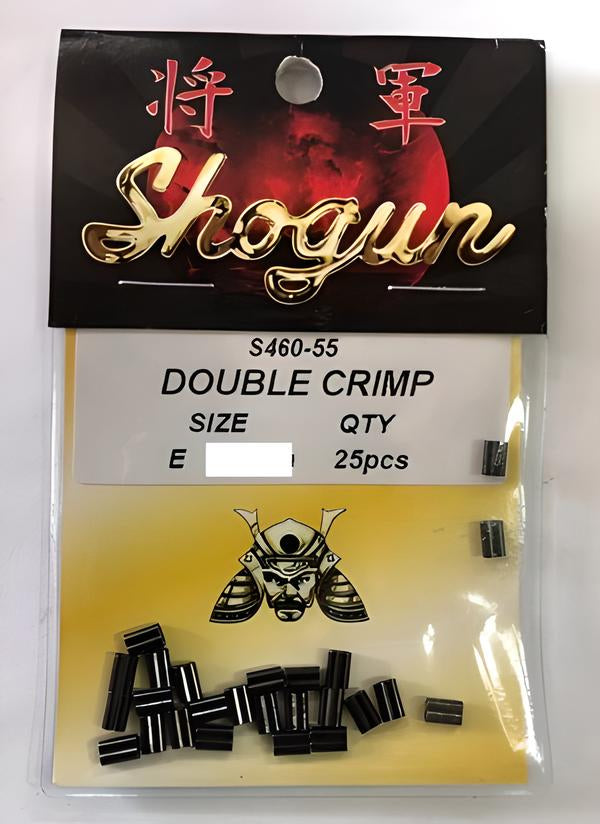 将 軍
Shogun
S460-55
DOUBLE CRIMP
SIZE QTY
E 25pcs